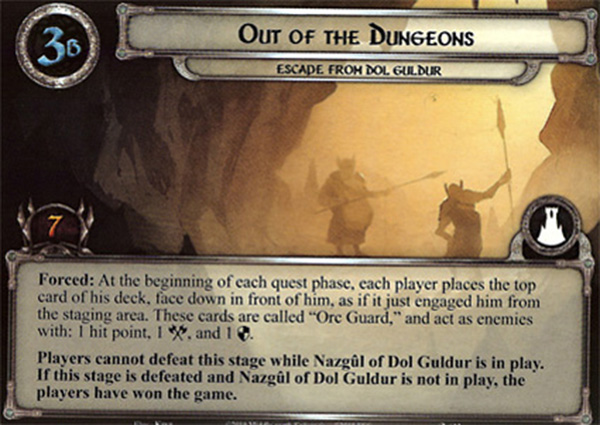 3B
OUT OF THE DUNGEONS
ESCAPE FROM DOL GULDUR
7
Forced: At the beginning of each quest phase, each player places the top
card of his deck, face down in front of him, as if it just engaged him from
the staging area. These cards are called “Orc Guard,” and act as enemies
with: 1 hit point, 1 , and 1 .
Players cannot defeat this stage while Nazgûl of Dol Guldur is in play.
If this stage is defeated and Nazgûl of Dol Guldur is not in play, the
players have won the game.